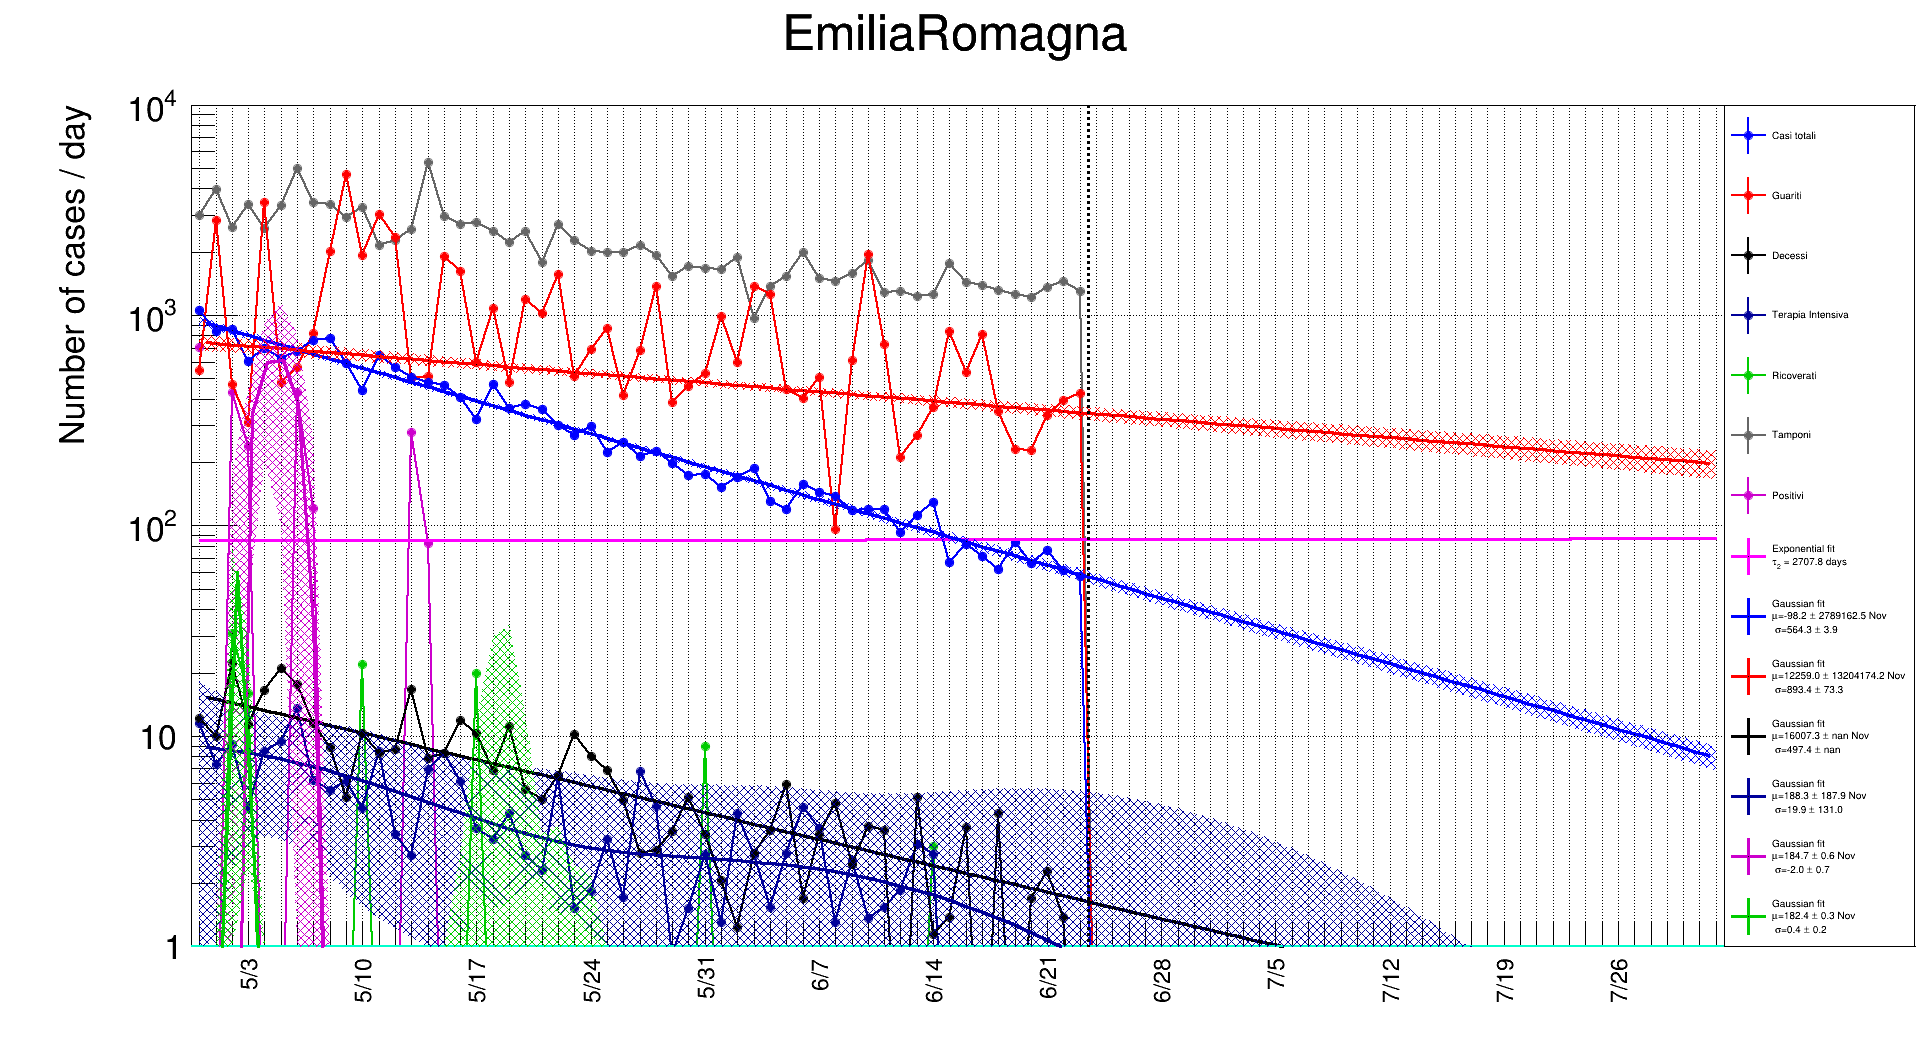 EmiliaRomagna
Number of cases / day
10^4
10^3
10^2
10
1
5/3
5/10
5/17
5/24
5/31
6/7
6/14
6/21
6/28
7/5
7/12
7/19
7/26
Casi totali
Guariti
Decessi
Terapia Intensiva
Ricoverati
Tamponi
Positivi
Exponential fit
τ₂ = 2707.8 days
Gaussian fit
μ=-98.2 ± 2789162.5 Nov
σ=564.3 ± 3.9
Gaussian fit
μ=12259.0 ± 13204174.2 Nov
σ=893.4 ± 73.3
Gaussian fit
μ=16007.3 ± nan Nov
σ=497.4 ± nan
Gaussian fit
μ=188.3 ± 187.9 Nov
σ=19.9 ± 131.0
Gaussian fit
μ=184.7 ± 0.6 Nov
σ=-2.0 ± 0.7
Gaussian fit
μ=182.4 ± 0.3 Nov
σ=0.4 ± 0.2